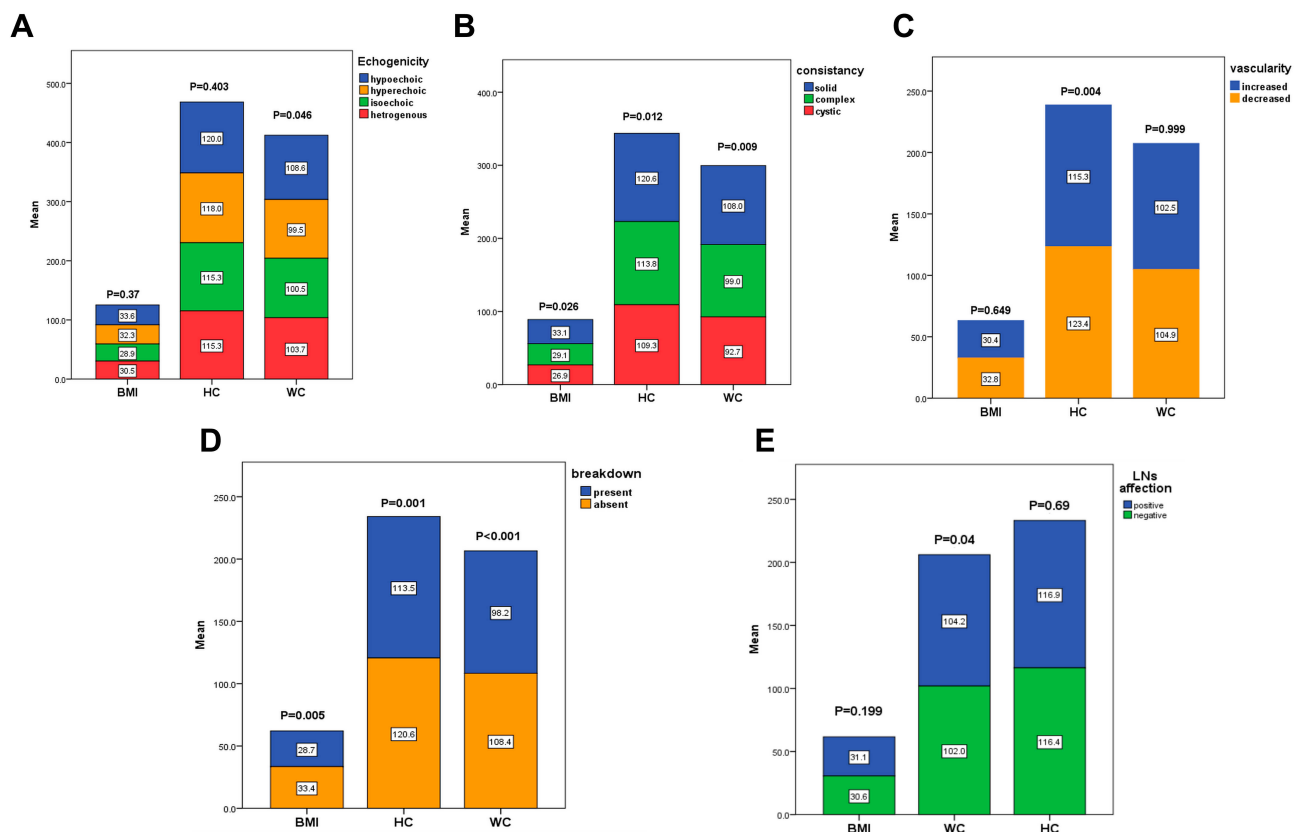 A
Echogenicity
hypoechic
hyperechic
isoechoic
hetrogenous
Mean
500.0
400.0
300.0
200.0
100.0
.0
P=0.37
P=0.403
P=0.046
33.6
32.3
28.9
30.5
120.0
118.0
115.3
115.3
108.6
99.5
100.5
103.7
BMI HC WC
B
consistancy
solid
complex
cystic
Mean
400.0
300.0
200.0
100.0
.0
P=0.026
P=0.012
P=0.009
33.1
29.1
26.9
120.6
113.8
109.3
108.0
99.0
92.7
BMI HC WC
C
vascularity
increased
decreased
Mean
250.0
200.0
150.0
100.0
50.0
.0
P=0.649
P=0.004
P=0.999
30.4
32.8
115.3
123.4
102.5
104.9
BMI HC WC
D
breakdown
present
absent
Mean
250.0
200.0
150.0
100.0
50.0
0.0
P=0.005
P=0.001
P<0.001
28.7
33.4
113.5
120.6
98.2
108.4
BMI HC WC
E
LNs
affection
positive
negative
Mean
250.0
200.0
150.0
100.0
50.0
0.0
P=0.199
P=0.04
P=0.69
31.1
30.6
104.2
102.0
116.9
116.4
BMI WC HC